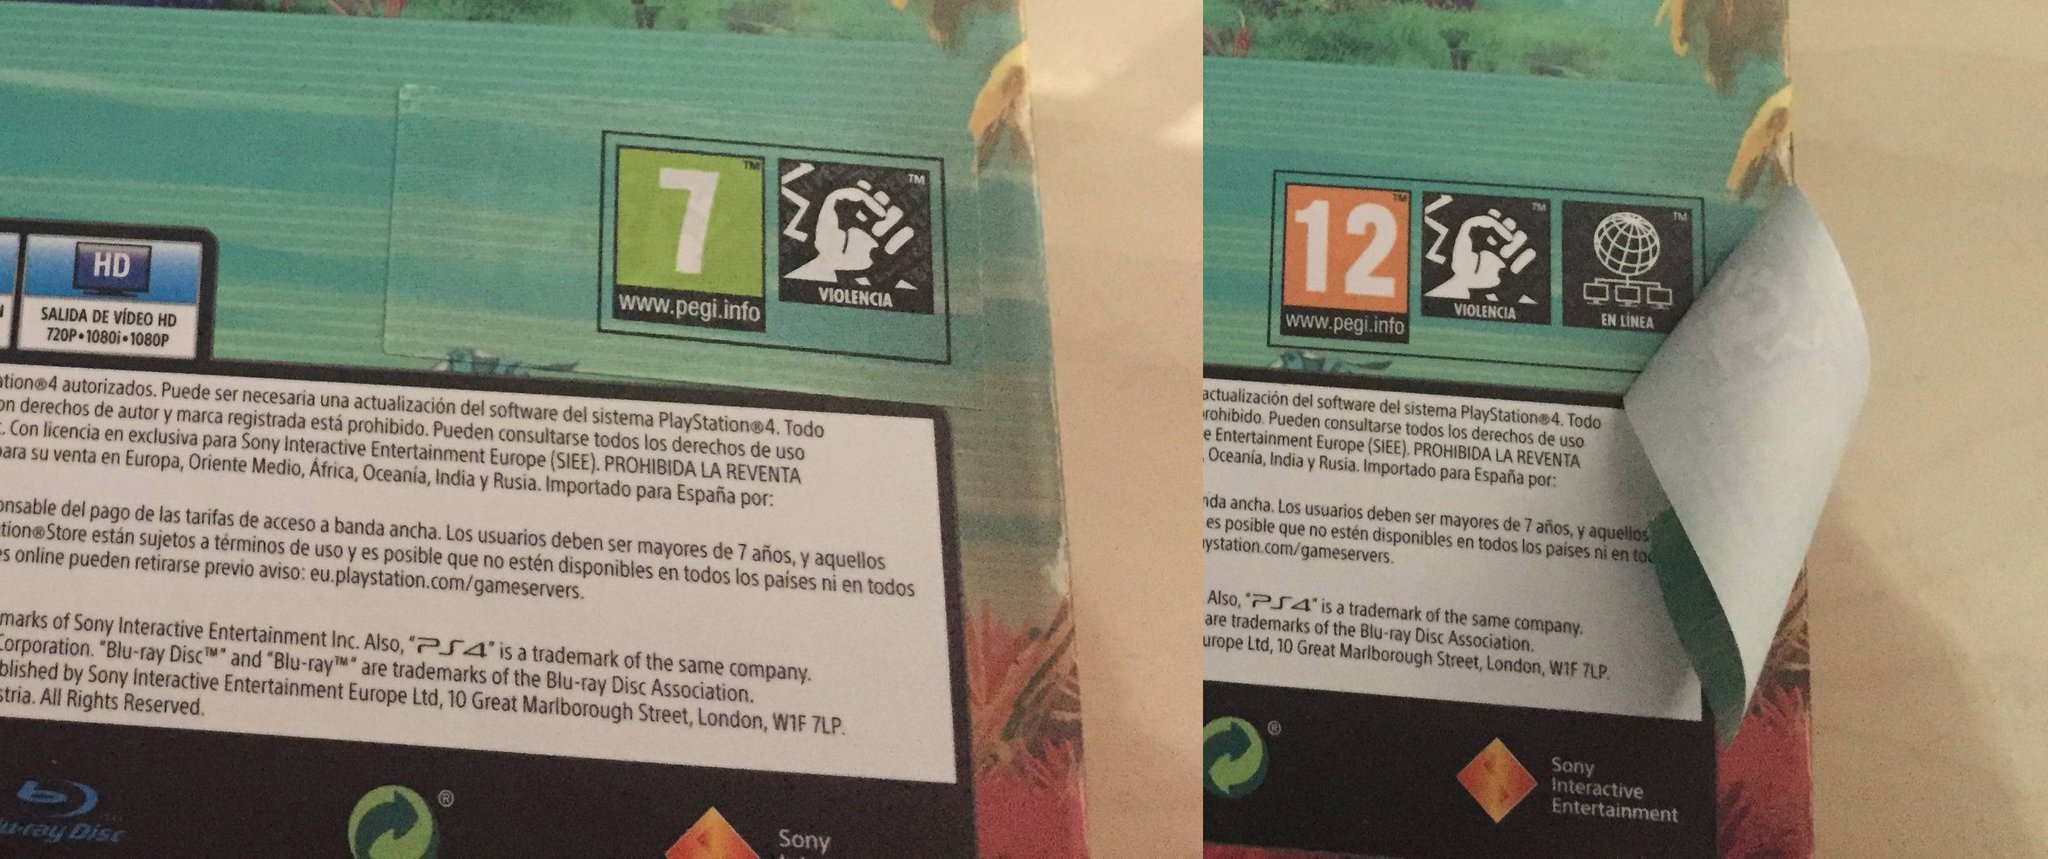 7
TM
TM
www.pegi.info
VIOLENCIA
HD
SALIDA DE VÍDEO HD
720P•1080i•1080P
autorizados. Puede ser necesaria una actualización del software del sistema PlayStation®4. Todo
derechos de autor y marca registrada está prohibido. Pueden consultarse todos los derechos de uso
Con licencia en exclusiva para Sony Interactive Entertainment Europe (SIEE). PROHIBIDA LA REVENTA
su venta en Europa, Oriente Medio, África, Oceanía, India y Rusia. Importado para España por:
del pago de las tarifas de acceso a banda ancha. Los usuarios deben ser mayores de 7 años, y aquellos
Store están sujetos a términos de uso y es posible que no estén disponibles en todos los países ni en todos
online pueden retirarse previo aviso: eu.playstation.com/gameservers.
marks of Sony Interactive Entertainment Inc. Also, "PS4" is a trademark of the same company.
Corporation. "Blu-ray Disc™" and "Blu-ray™" are trademarks of the Blu-ray Disc Association.
by Sony Interactive Entertainment Europe Ltd, 10 Great Marlborough Street, London, W1F 7LP.
All Rights Reserved.
Blu-ray Disc
®
Sony
12
TM
TM
TM
www.pegi.info
VIOLENCIA
EN LÍNEA
actualización del software del sistema PlayStation®4. Todo
prohibido. Pueden consultarse todos los derechos de uso
e Entertainment Europe (SIEE). PROHIBIDA LA REVENTA
, Oceanía, India y Rusia. Importado para España por:
ancha. Los usuarios deben ser mayores de 7 años, y aquellos
es posible que no estén disponibles en todos los países ni en
ystation.com/gameservers.
Also, "PS4" is a trademark of the same company.
are trademarks of the Blu-ray Disc Association.
urope Ltd, 10 Great Marlborough Street, London, W1F 7LP.
®
Sony
Interactive
Entertainment